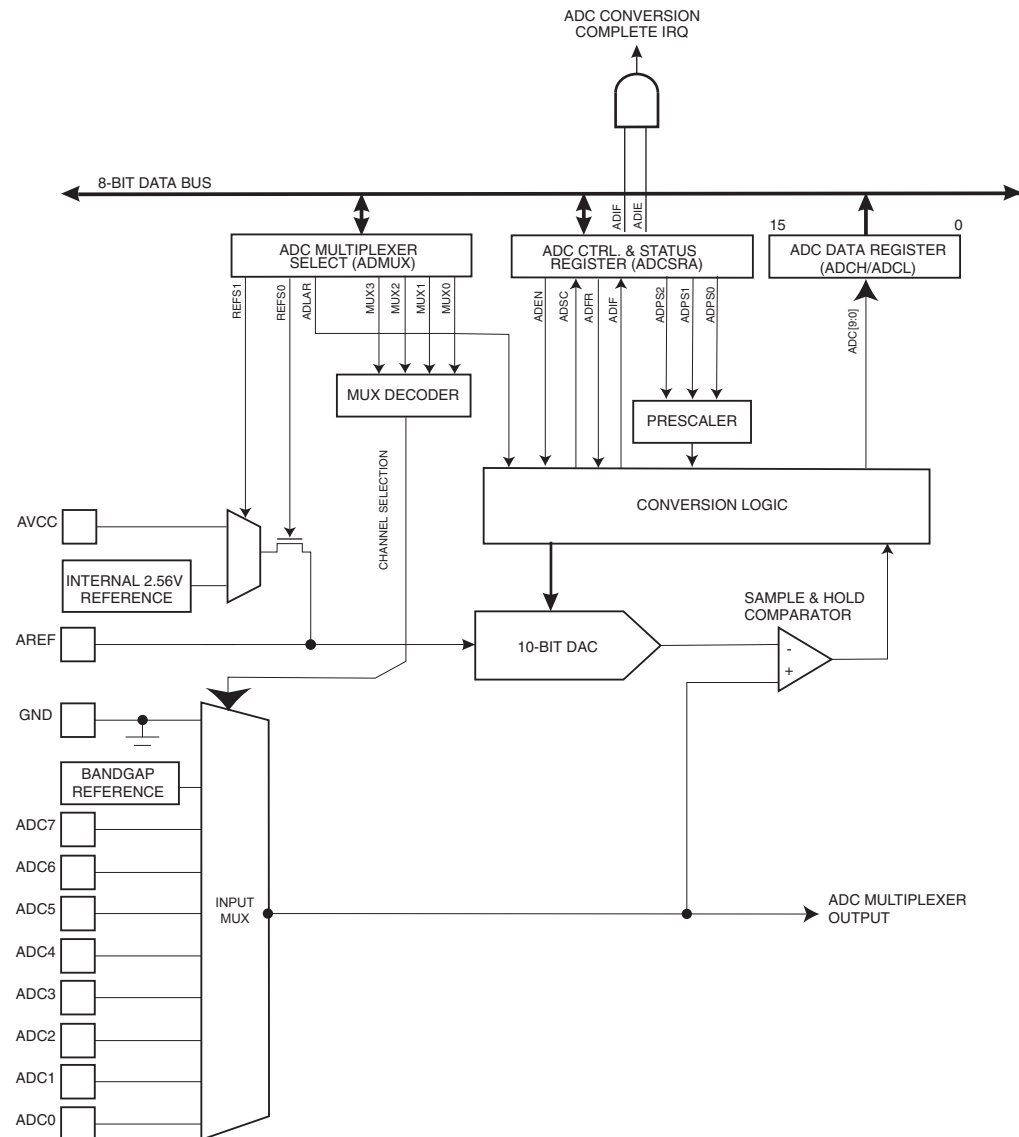 ADC CONVERSION
COMPLETE IRQ
8-BIT DATA BUS
ADIF
ADIE
15
0
ADC MULTIPLEXER
SELECT (ADMUX)
ADC CTRL. & STATUS
REGISTER (ADCSRA)
ADC DATA REGISTER
(ADCH/ADCL)
REFS1
REFS0
ADLAR
MUX3
MUX2
MUX1
MUX0
ADEN
ADSC
ADFR
ADIF
ADPS2
ADPS1
ADPS0
ADC[9:0]
MUX DECODER
PRESCALER
CHANNEL SELECTION
CONVERSION LOGIC
AVCC
INTERNAL 2.56V
REFERENCE
SAMPLE & HOLD
COMPARATOR
AREF
10-BIT DAC
-
+
GND
BANDGAP
REFERENCE
ADC7
ADC6
ADC5
ADC4
ADC3
ADC2
ADC1
ADC0
INPUT
MUX
ADC MULTIPLEXER
OUTPUT